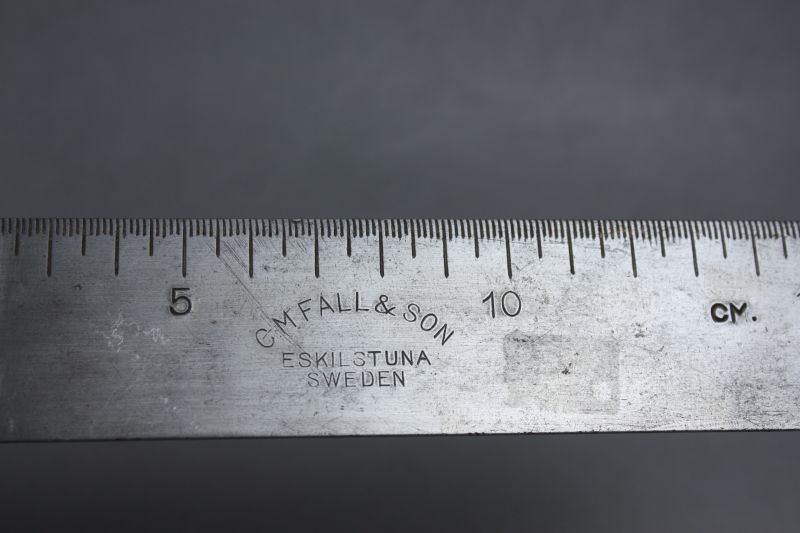 5 10 CM.
C M FALL & SON
ESKILSTUNA
SWEDEN